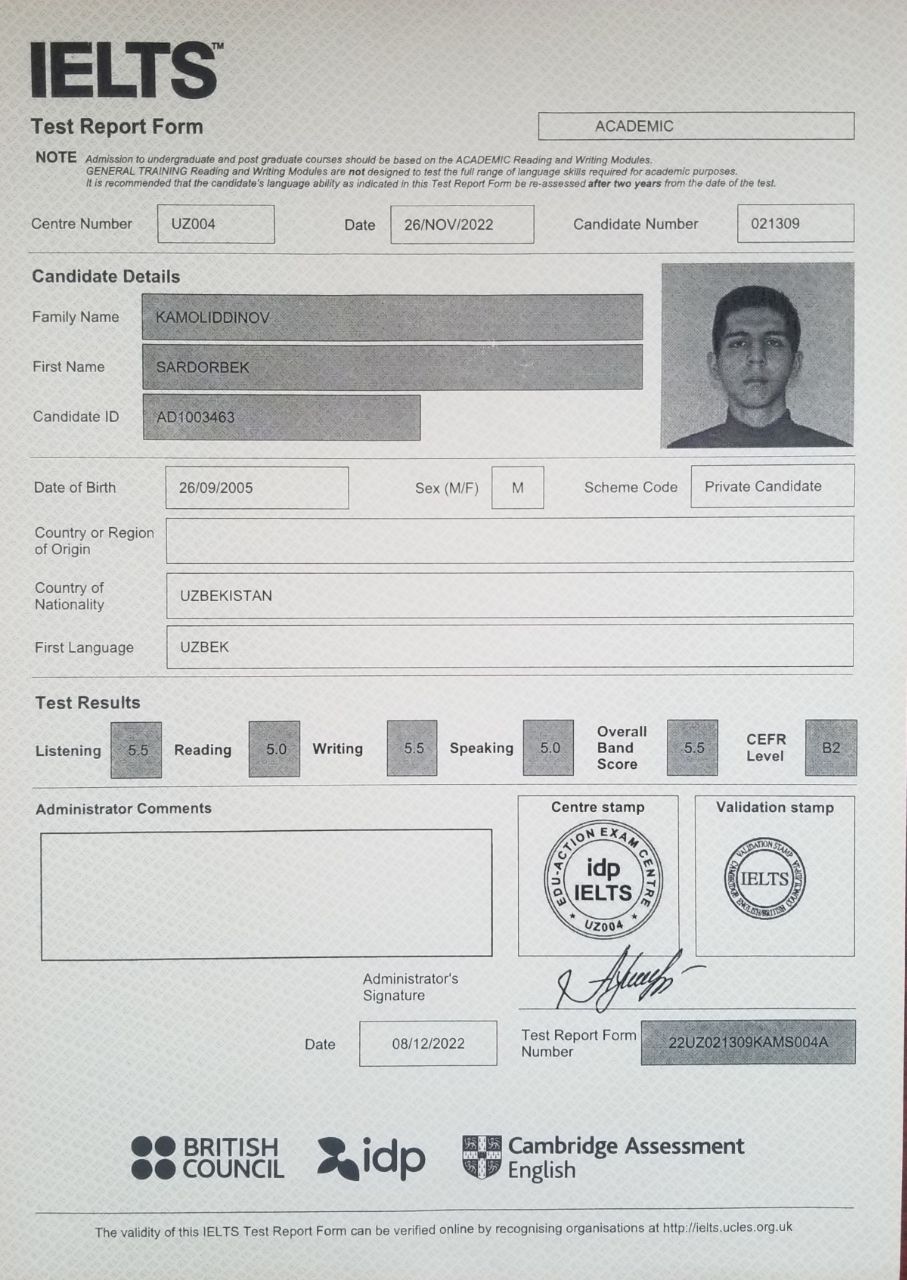 IELTS™
Test Report Form
ACADEMIC
NOTE Admission to undergraduate and post graduate courses should be based on the ACADEMIC Reading and Writing Modules.
GENERAL TRAINING Reading and Writing Modules are not designed to test the full range of language skills required for academic purposes.
It is recommended that the candidate's language ability as indicated in this Test Report Form be re-assessed after two years from the date of the test.
Centre Number UZ004 Date 26/NOV/2022 Candidate Number 021309
Candidate Details
Family Name KAMOLIDDINOV
First Name SARDORBEK
Candidate ID AD1003463
Date of Birth 26/09/2005 Sex (M/F) M Scheme Code Private Candidate
Country or Region
of Origin
Country of
Nationality UZBEKISTAN
First Language UZBEK
Test Results
Listening 5.5 Reading 5.0 Writing 5.5 Speaking 5.0 Overall Band Score 5.5 CEFR Level B2
Administrator Comments
Centre stamp
EDU-ACTION EXAM CENTRE
idp
IELTS
UZ004
Validation stamp
VALIDATION STAMP
IELTS
Administrator's
Signature
Date 08/12/2022
Test Report Form
Number 22UZ021309KAMS004A
BRITISH
COUNCIL
idp
Cambridge Assessment
English
The validity of this IELTS Test Report Form can be verified online by recognising organisations at http://ielts.ucles.org.uk